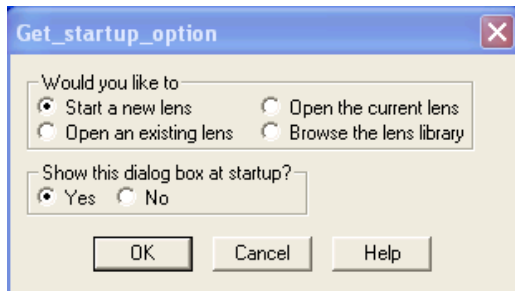 Get_startup_option
Would you like to
Start a new lens Open the current lens
Open an existing lens Browse the lens library
Show this dialog box at startup?
Yes No
OK Cancel Help